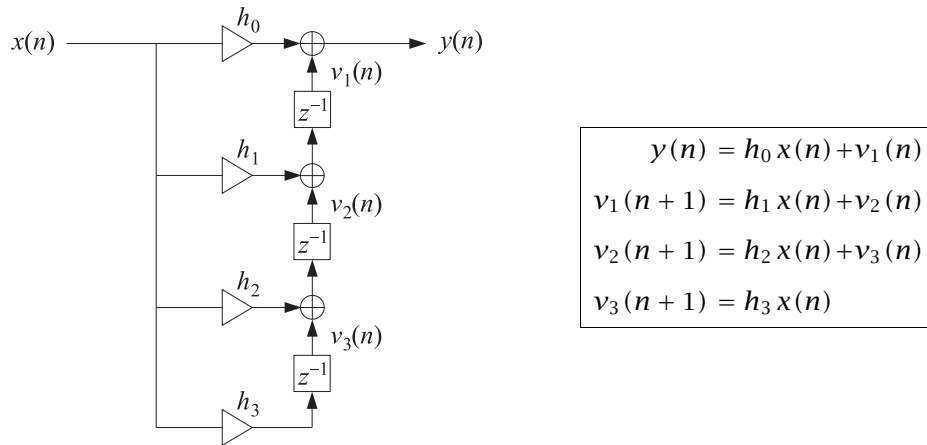 h₀
x(n) y(n)
v₁(n)
z⁻¹
h₁
v₂(n)
z⁻¹
h₂
v₃(n)
z⁻¹
h₃
y(n) = h₀ x(n)+v₁(n)
v₁(n + 1) = h₁ x(n)+v₂(n)
v₂(n + 1) = h₂ x(n)+v₃(n)
v₃(n + 1) = h₃ x(n)